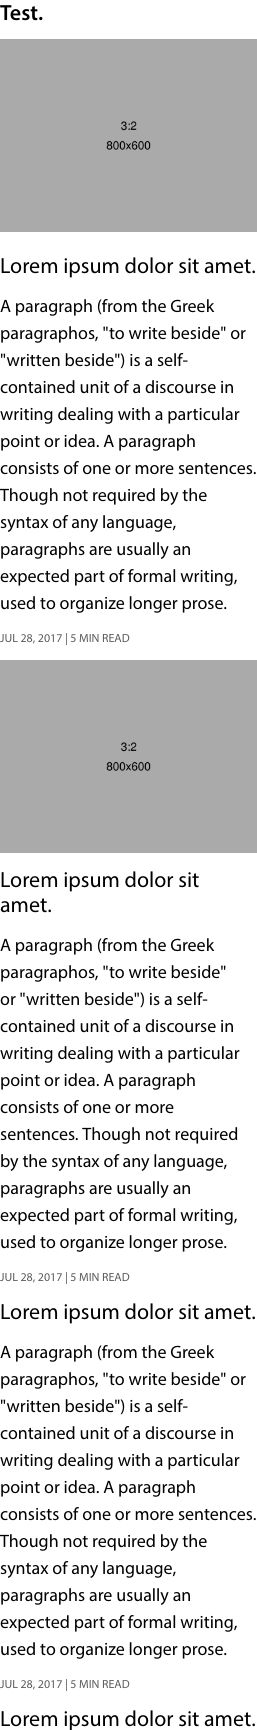 Test.
3:2
800x600
Lorem ipsum dolor sit amet.
A paragraph (from the Greek
paragraphos, "to write beside" or
"written beside") is a self-
contained unit of a discourse in
writing dealing with a particular
point or idea. A paragraph
consists of one or more sentences.
Though not required by the
syntax of any language,
paragraphs are usually an
expected part of formal writing,
used to organize longer prose.
JUL 28, 2017 | 5 MIN READ
3:2
800x600
Lorem ipsum dolor sit
amet.
A paragraph (from the Greek
paragraphos, "to write beside"
or "written beside") is a self-
contained unit of a discourse in
writing dealing with a particular
point or idea. A paragraph
consists of one or more
sentences. Though not required
by the syntax of any language,
paragraphs are usually an
expected part of formal writing,
used to organize longer prose.
JUL 28, 2017 | 5 MIN READ
Lorem ipsum dolor sit amet.
A paragraph (from the Greek
paragraphos, "to write beside" or
"written beside") is a self-
contained unit of a discourse in
writing dealing with a particular
point or idea. A paragraph
consists of one or more sentences.
Though not required by the
syntax of any language,
paragraphs are usually an
expected part of formal writing,
used to organize longer prose.
JUL 28, 2017 | 5 MIN READ
Lorem ipsum dolor sit amet.